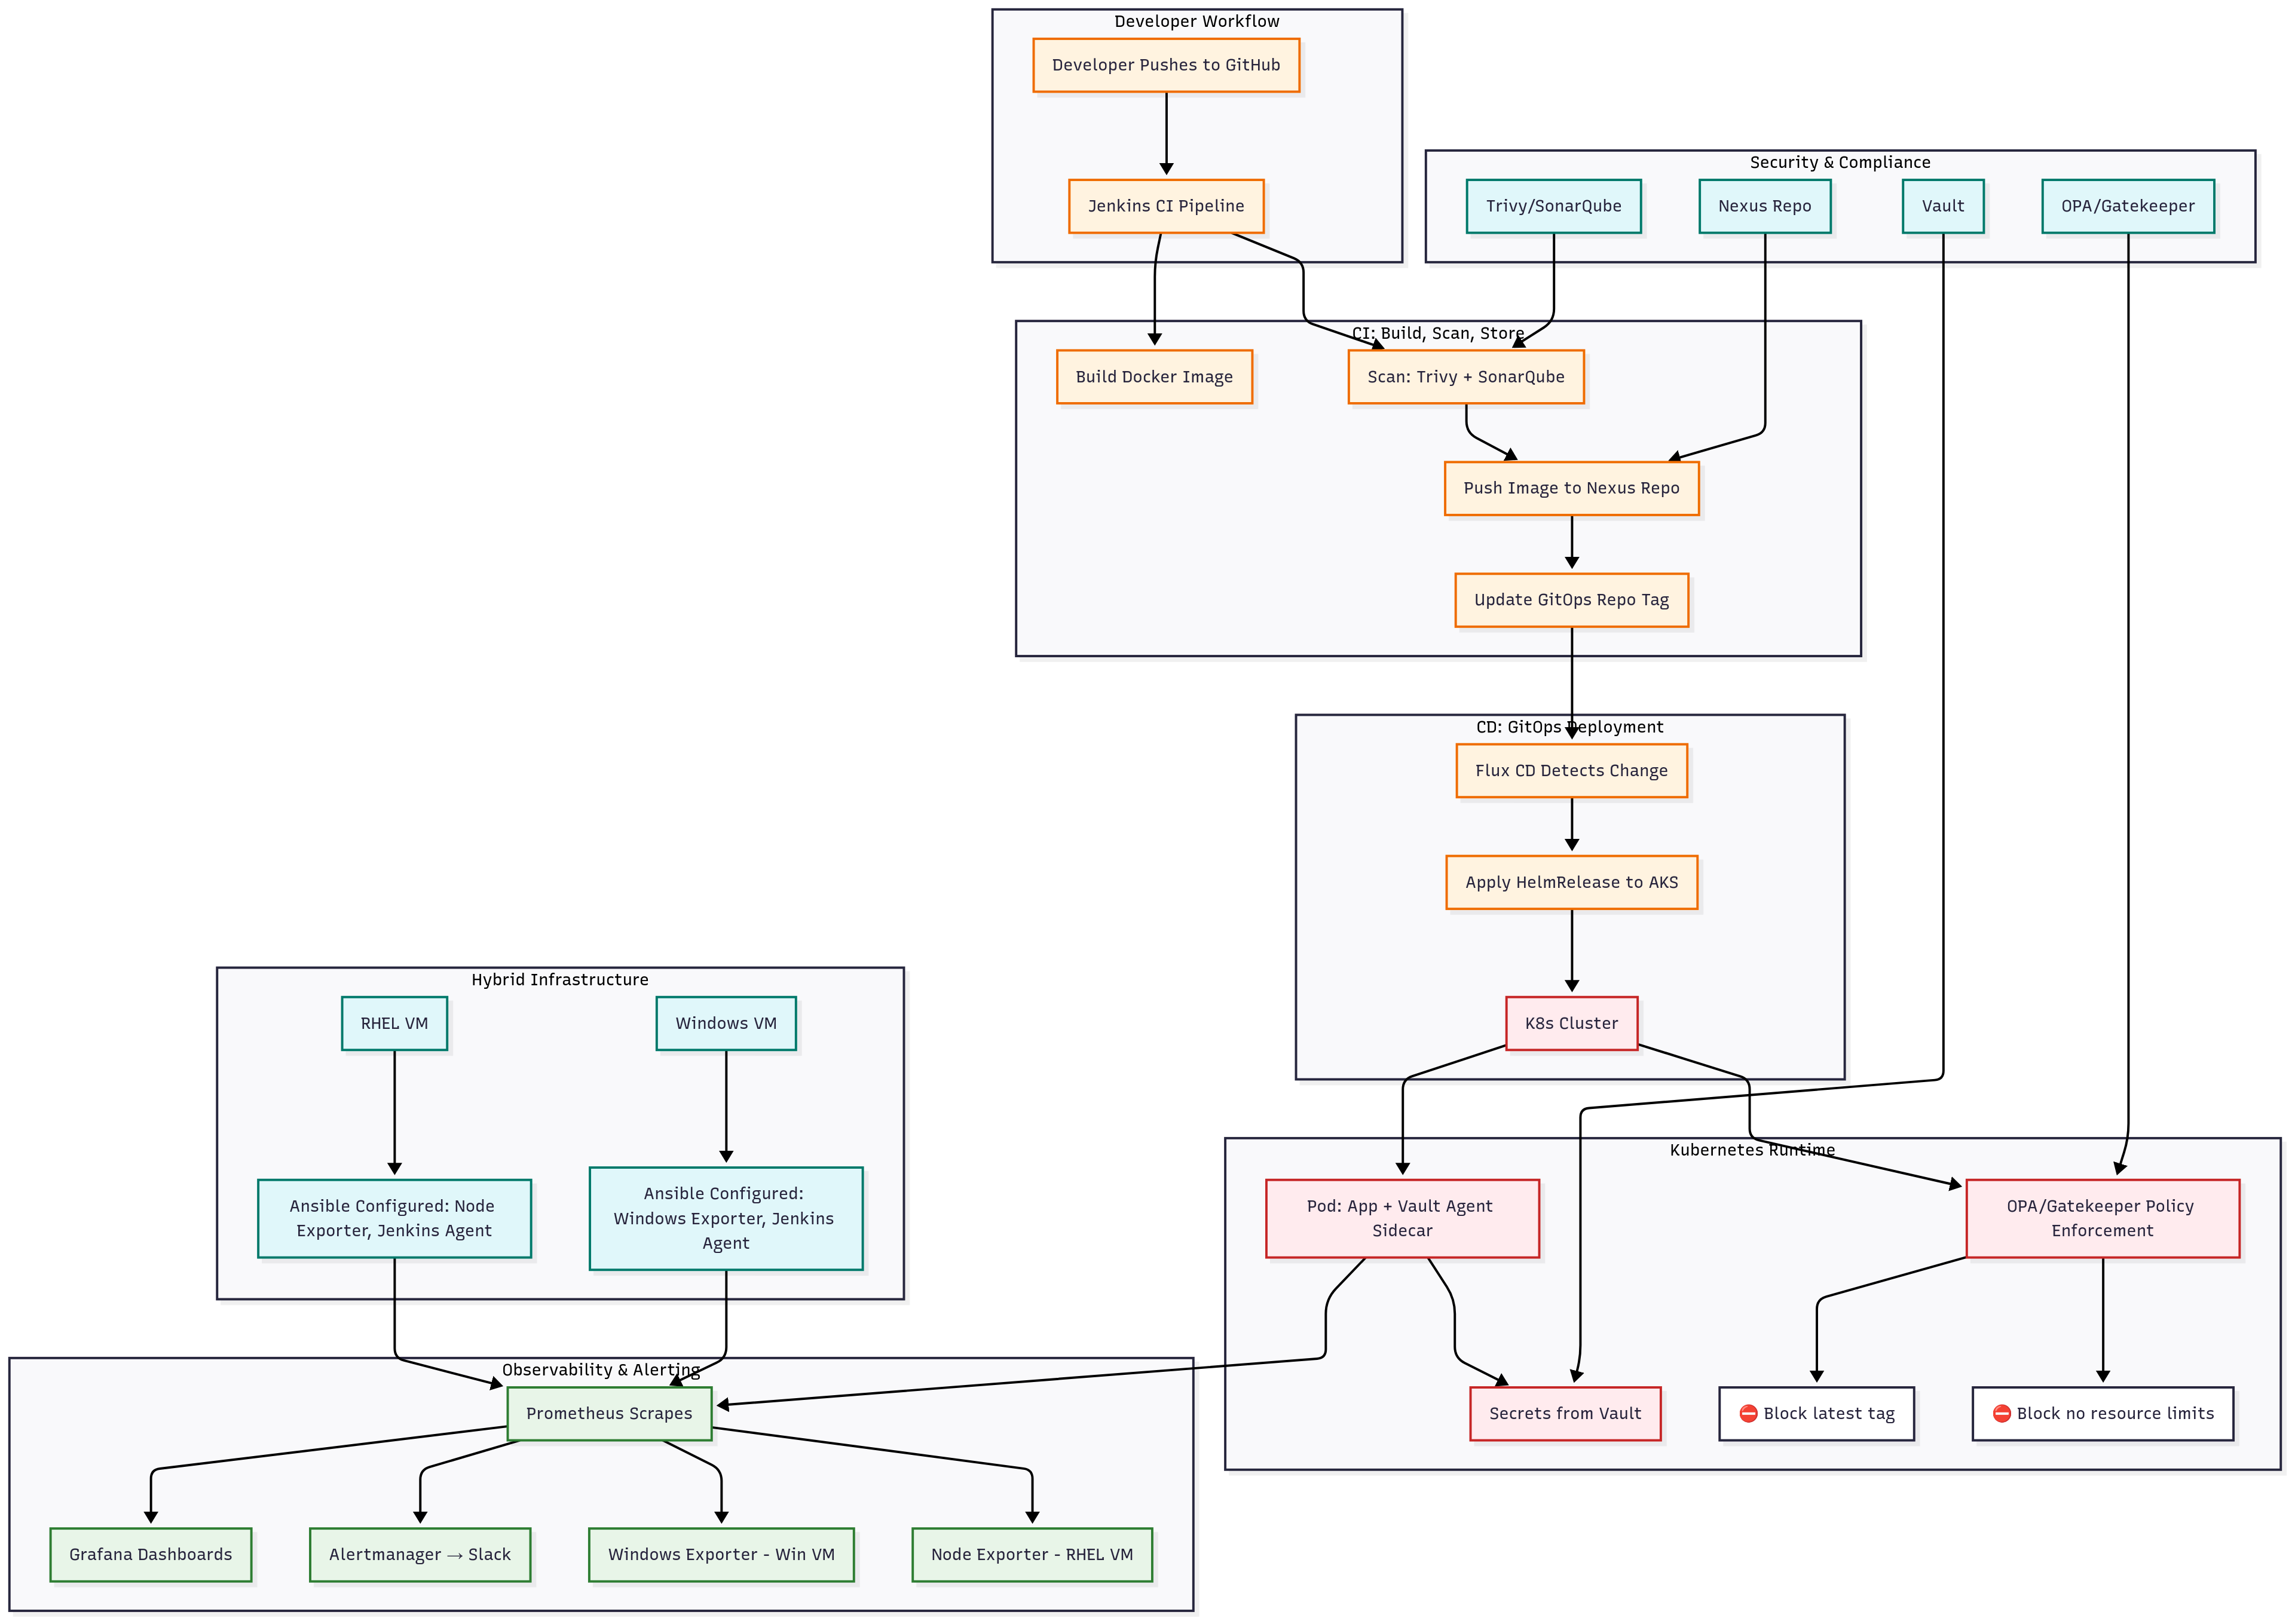 Developer Workflow
Developer Pushes to GitHub
Jenkins CI Pipeline
Security & Compliance
Trivy/SonarQube
Nexus Repo
Vault
OPA/Gatekeeper
CI: Build, Scan, Store
Build Docker Image
Scan: Trivy + SonarQube
Push Image to Nexus Repo
Update GitOps Repo Tag
CD: GitOps Deployment
Flux CD Detects Change
Apply HelmRelease to AKS
K8s Cluster
Hybrid Infrastructure
RHEL VM
Windows VM
Ansible Configured: Node
Exporter, Jenkins Agent
Ansible Configured:
Windows Exporter, Jenkins
Agent
Kubernetes Runtime
Pod: App + Vault Agent
Sidecar
OPA/Gatekeeper Policy
Enforcement
Secrets from Vault
⛔ Block latest tag
⛔ Block no resource limits
Observability & Alerting
Prometheus Scrapes
Grafana Dashboards
Alertmanager → Slack
Windows Exporter - Win VM
Node Exporter - RHEL VM